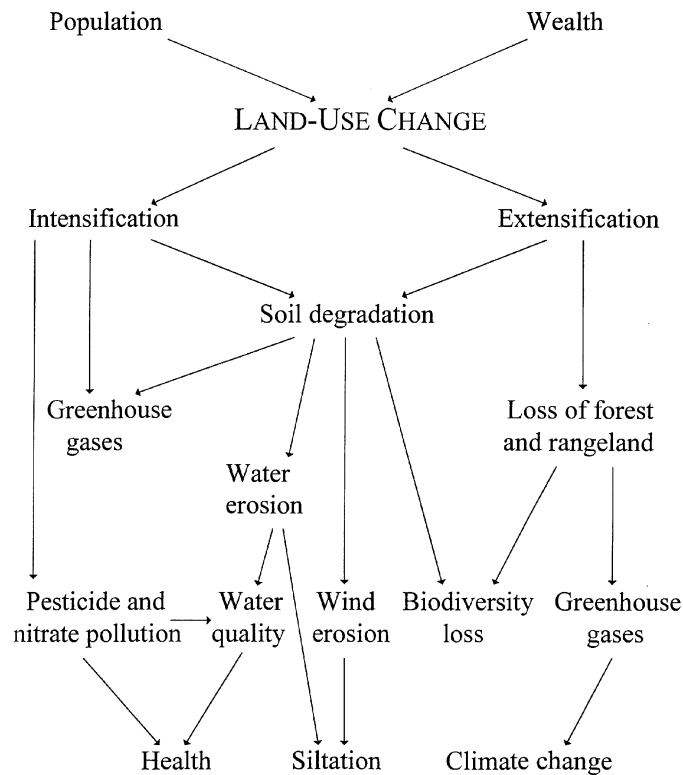 Population
Wealth
LAND-USE CHANGE
Intensification
Extensification
Soil degradation
Greenhouse
gases
Loss of forest
and rangeland
Water
erosion
Pesticide and
nitrate pollution
Water
quality
Wind
erosion
Biodiversity
loss
Greenhouse
gases
Health
Siltation
Climate change